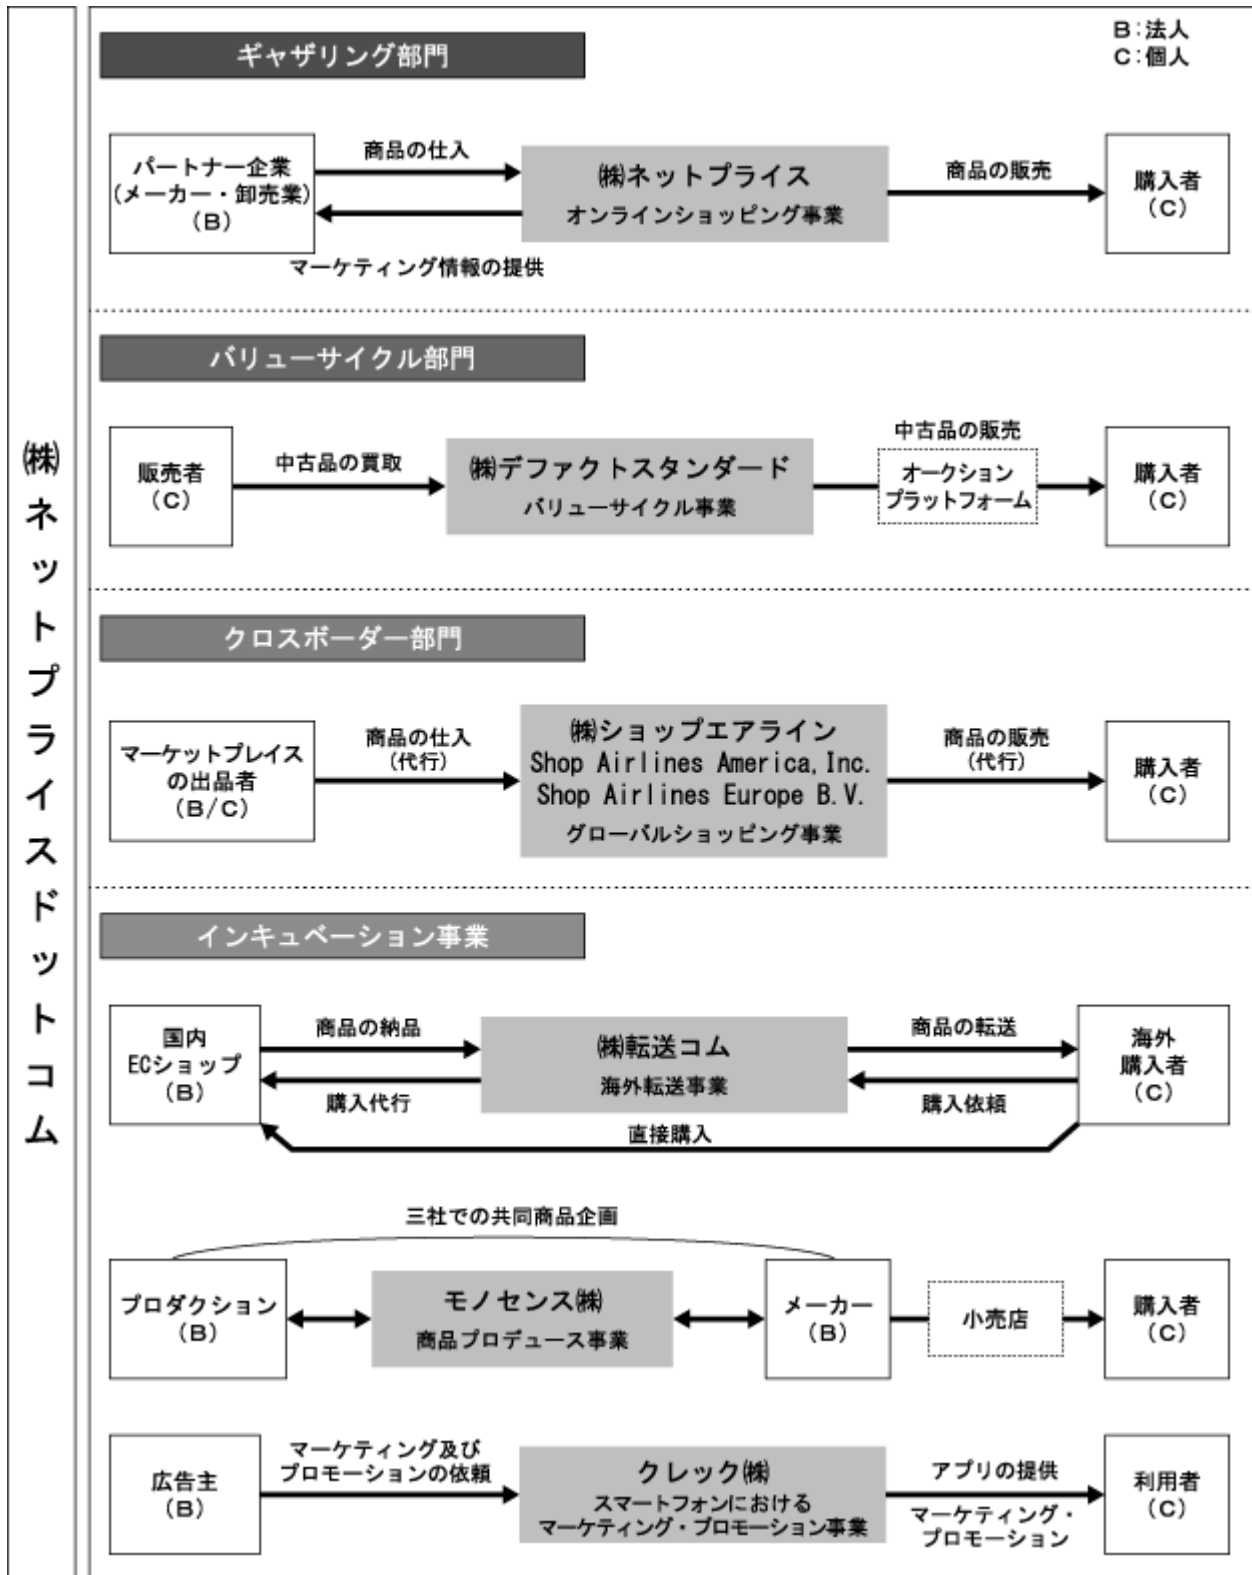 ㈱ネットプライスドットコム
B：法人
C：個人
ギャザリング部門
パートナー企業
(メーカー・卸売業)
(B)
商品の仕入
マーケティング情報の提供
㈱ネットプライス
オンラインショッピング事業
商品の販売
購入者
(C)
バリューサイクル部門
販売者
(C)
中古品の買取
㈱デファクトスタンダード
バリューサイクル事業
中古品の販売
オークション
プラットフォーム
購入者
(C)
クロスボーダー部門
マーケットプレイス
の出品者
(B/C)
商品の仕入
(代行)
㈱ショップエアライン
Shop Airlines America,Inc.
Shop Airlines Europe B.V.
グローバルショッピング事業
商品の販売
(代行)
購入者
(C)
インキュベーション事業
国内
ECショップ
(B)
商品の納品
購入代行
㈱転送コム
海外転送事業
商品の転送
購入依頼
海外
購入者
(C)
直接購入
三社での共同商品企画
プロダクション
(B)
モノセンス㈱
商品プロデュース事業
メーカー
(B)
小売店
購入者
(C)
広告主
(B)
マーケティング及び
プロモーションの依頼
クレック㈱
スマートフォンにおける
マーケティング・プロモーション事業
アプリの提供
マーケティング・
プロモーション
利用者
(C)